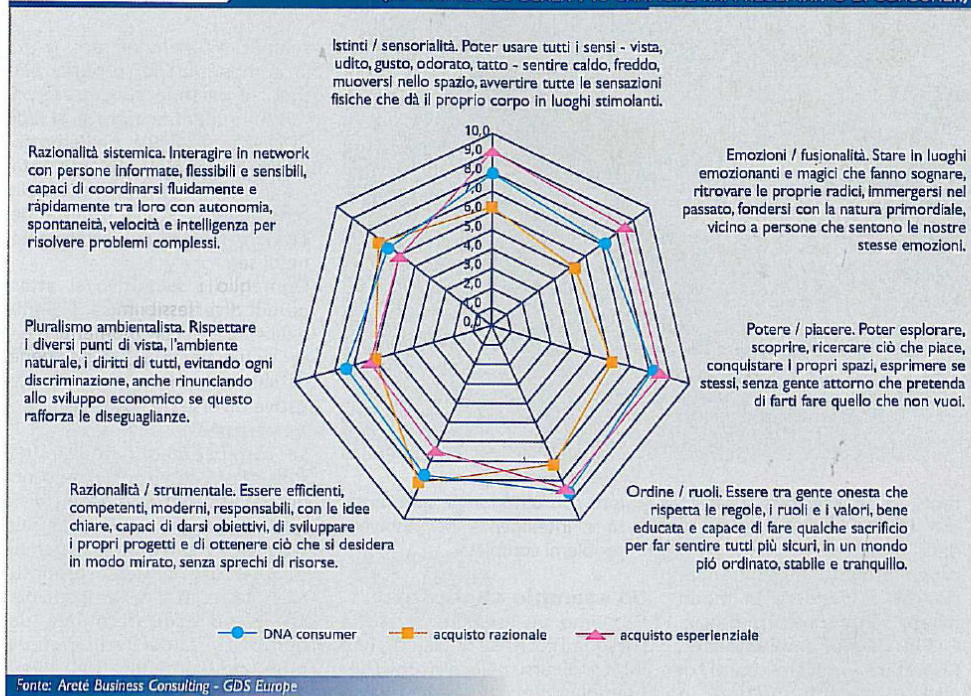 Istinti / sensorialità. Poter usare tutti i sensi - vista,
udito, gusto, odorato, tatto - sentire caldo, freddo,
muoversi nello spazio, avvertire tutte le sensazioni
fisiche che dà il proprio corpo in luoghi stimolanti.
10,0
9,0
8,0
7,0
6,0
5,0
4,0
3,0
2,0
1,0
0,0
Emozioni / fusionalità. Stare in luoghi
emozionanti e magici che fanno sognare,
ritrovare le proprie radici, immergersi nel
passato, fondersi con la natura primordiale,
vicino a persone che sentono le nostre
stesse emozioni.
Potere / piacere. Poter esplorare,
scoprire, ricercare ciò che piace,
conquistare i propri spazi, esprimere se
stessi, senza gente attorno che pretenda
di farti fare quello che non vuoi.
Ordine / ruoli. Essere tra gente onesta che
rispetta le regole, i ruoli e i valori, bene
educata e capace di fare qualche sacrificio
per far sentire tutti più sicuri, in un mondo
pió ordinato, stabile e tranquillo.
Razionalità / strumentale. Essere efficienti,
competenti, moderni, responsabili, con le idee
chiare, capaci di darsi obiettivi, di sviluppare
i propri progetti e di ottenere ciò che si desidera
in modo mirato, senza sprechi di risorse.
Pluralismo ambientalista. Rispettare
i diversi punti di vista, l'ambiente
naturale, i diritti di tutti, evitando ogni
discriminazione, anche rinunciando
allo sviluppo economico se questo
rafforza le diseguaglianze.
Razionalità sistemica. Interagire in network
con persone informate, flessibili e sensibili,
capaci di coordinarsi fluidamente e
rapidamente tra loro con autonomia,
spontaneità, velocità e intelligenza per
risolvere problemi complessi.
DNA consumer
acquisto razionale
acquisto esperienziale
Fonte: Areté Business Consulting - GDS Europe